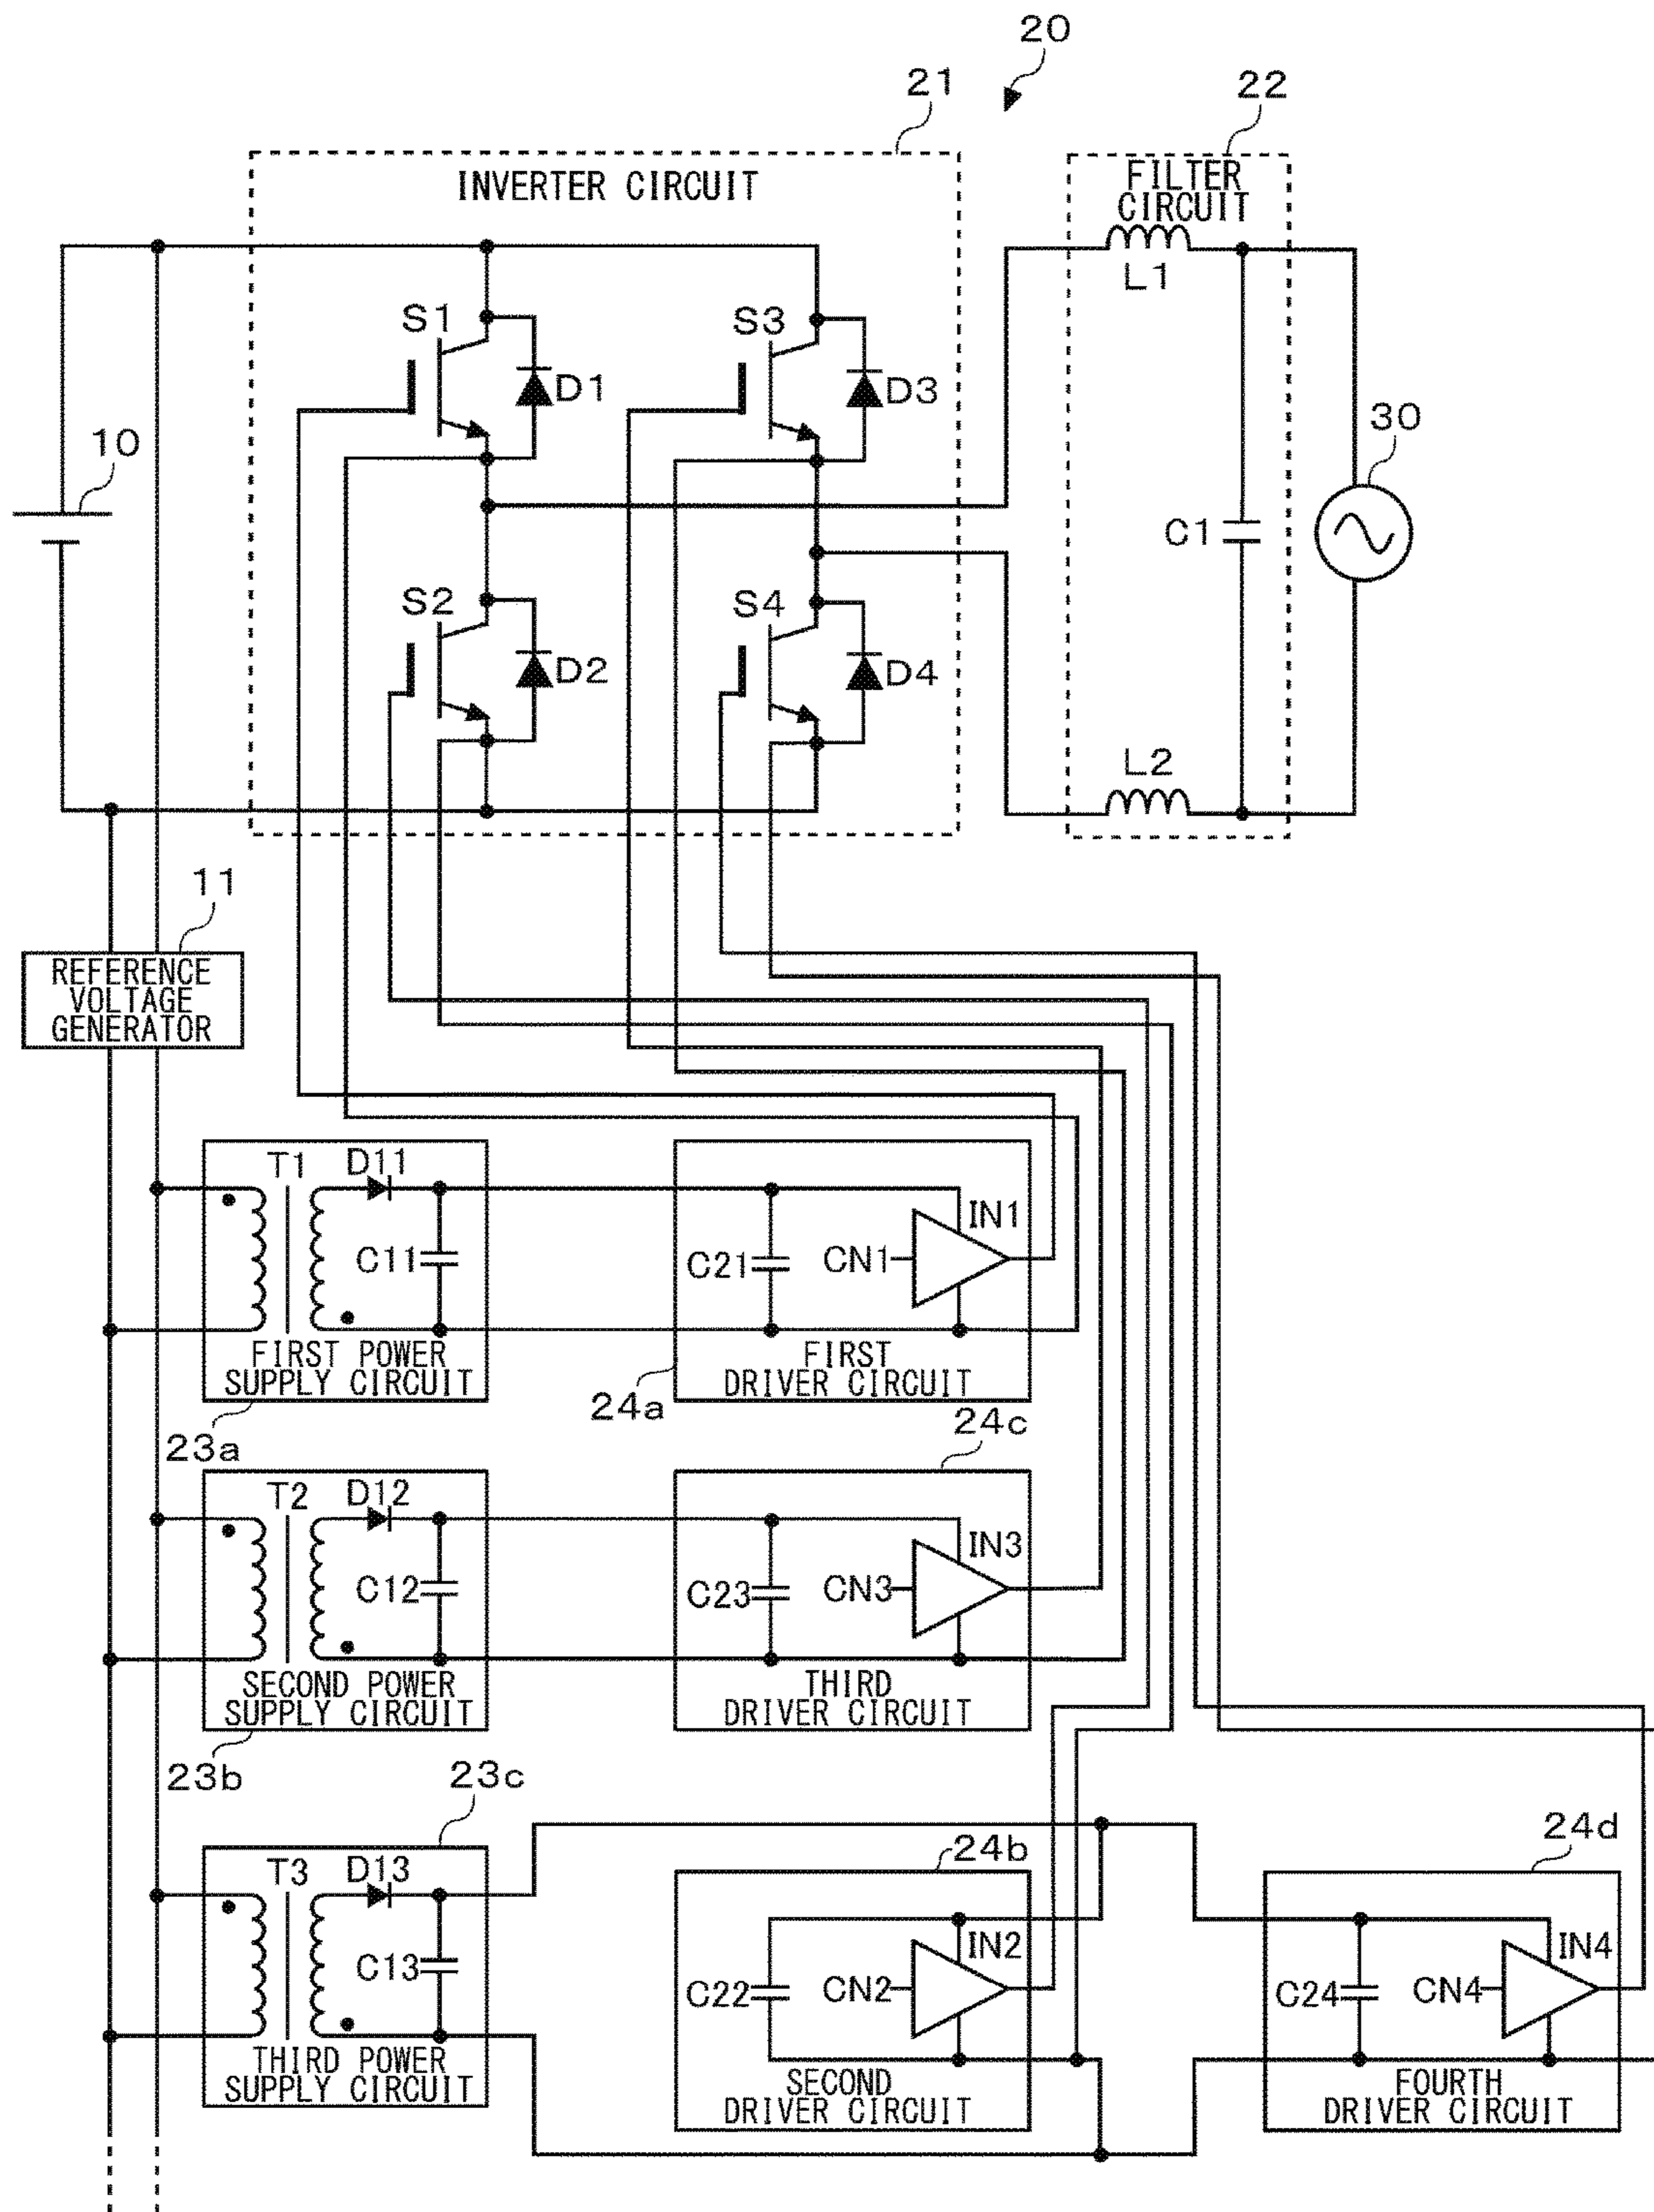 20
21
22
INVERTER CIRCUIT
FILTER
CIRCUIT
L1
S1
S3
D1
D3
10
30
C1
S2
S4
D2
D4
L2
11
REFERENCE
VOLTAGE
GENERATOR
T1
D11
IN1
C11
C21
CN1
FIRST POWER
SUPPLY CIRCUIT
FIRST
DRIVER CIRCUIT
24a
24c
23a
T2
D12
IN3
C12
C23
CN3
SECOND POWER
SUPPLY CIRCUIT
THIRD
DRIVER CIRCUIT
23b
23c
24b
24d
T3
D13
IN2
IN4
C13
C22
CN2
C24
CN4
THIRD POWER
SUPPLY CIRCUIT
SECOND
DRIVER CIRCUIT
FOURTH
DRIVER CIRCUIT